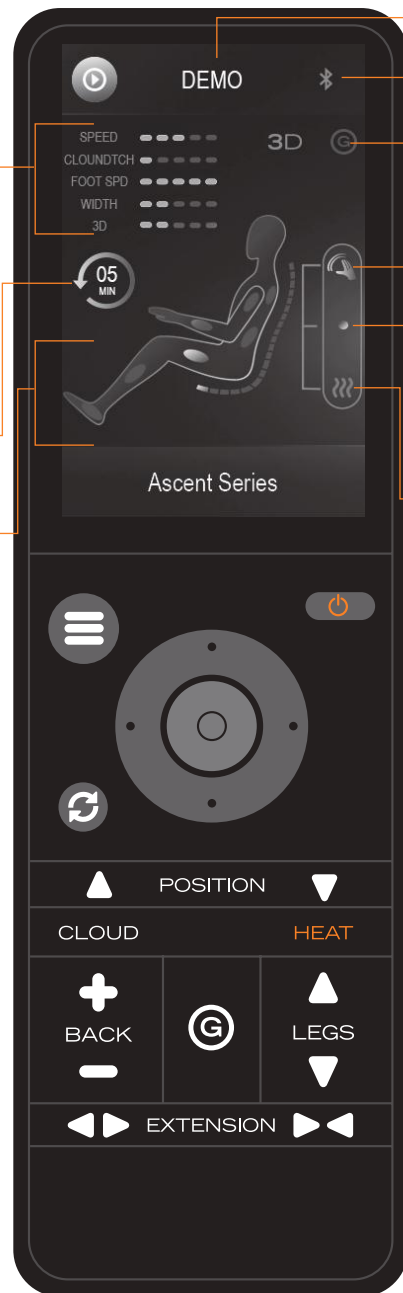 DEMO
SPEED
3D
G
CLOUNDTCH
FOOT SPD
WIDTH
3D
05
MIN
Ascent Series
POSITION
CLOUD
HEAT
BACK
G
LEGS
EXTENSION